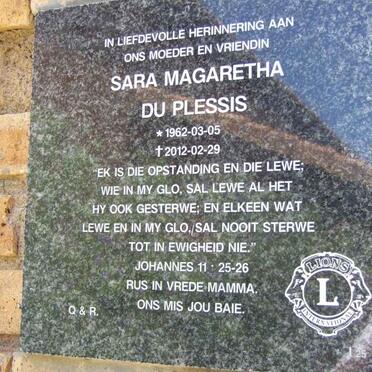 IN LIEFDEVOLLE HERINNERING AAN
ONS MOEDER EN VRIENDIN
SARA MAGARETHA
DU PLESSIS
* 1962-03-05
† 2012-02-29
"EK IS DIE OPSTANDING EN DIE LEWE;
WIE IN MY GLO, SAL LEWE AL HET
HY OOK GESTERWE; EN ELKEEN WAT
LEWE EN IN MY GLO, SAL NOOIT STERWE
TOT IN EWIGHEID NIE."
JOHANNES 11 : 25-26
RUS IN VREDE MAMMA,
ONS MIS JOU BAIE.
Q & R.
LIONS
L
INTERNATIONAL